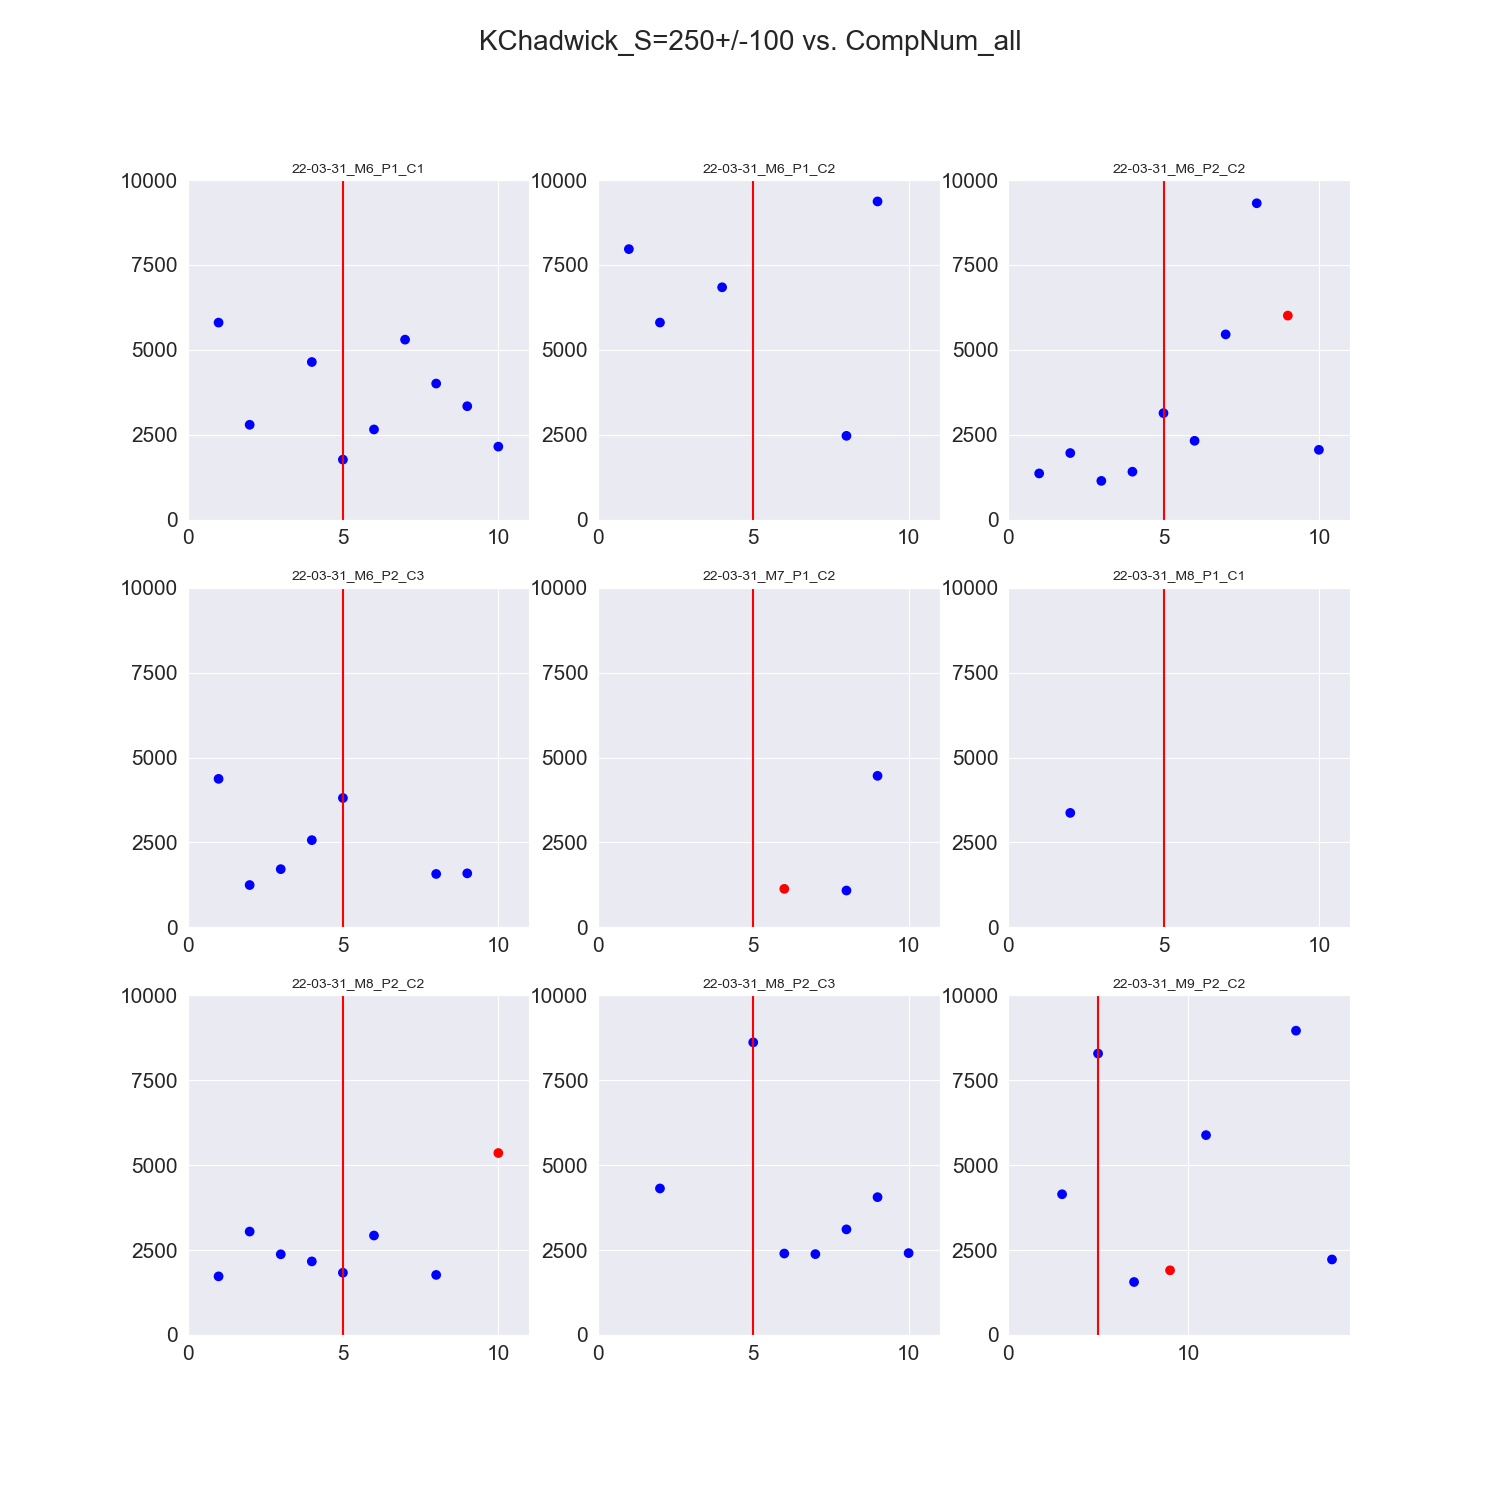 KChadwick_S=250+/-100 vs. CompNum_all
22-03-31_M6_P1_C1
22-03-31_M6_P1_C2
22-03-31_M6_P2_C2
10000
7500
5000
2500
0
0 5 10
10000
7500
5000
2500
0
0 5 10
10000
7500
5000
2500
0
0 5 10
22-03-31_M6_P2_C3
22-03-31_M7_P1_C2
22-03-31_M8_P1_C1
10000
7500
5000
2500
0
0 5 10
10000
7500
5000
2500
0
0 5 10
10000
7500
5000
2500
0
0 5 10
22-03-31_M8_P2_C2
22-03-31_M8_P2_C3
22-03-31_M9_P2_C2
10000
7500
5000
2500
0
0 5 10
10000
7500
5000
2500
0
0 5 10
10000
7500
5000
2500
0
0 10